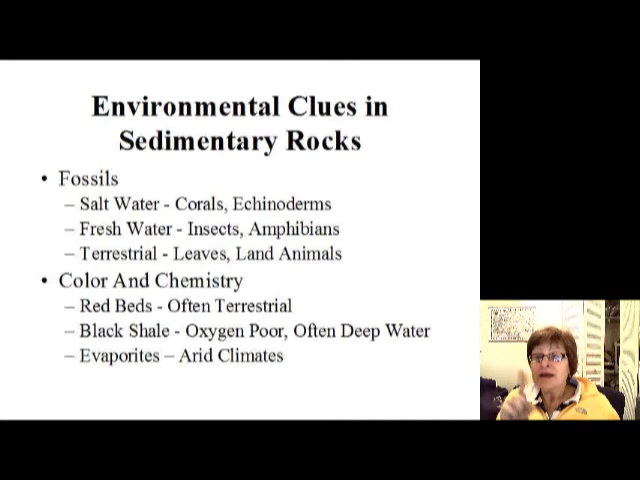 Environmental Clues in
Sedimentary Rocks
• Fossils
– Salt Water - Corals, Echinoderms
– Fresh Water - Insects, Amphibians
– Terrestrial - Leaves, Land Animals
• Color And Chemistry
– Red Beds - Often Terrestrial
– Black Shale - Oxygen Poor, Often Deep Water
– Evaporites – Arid Climates